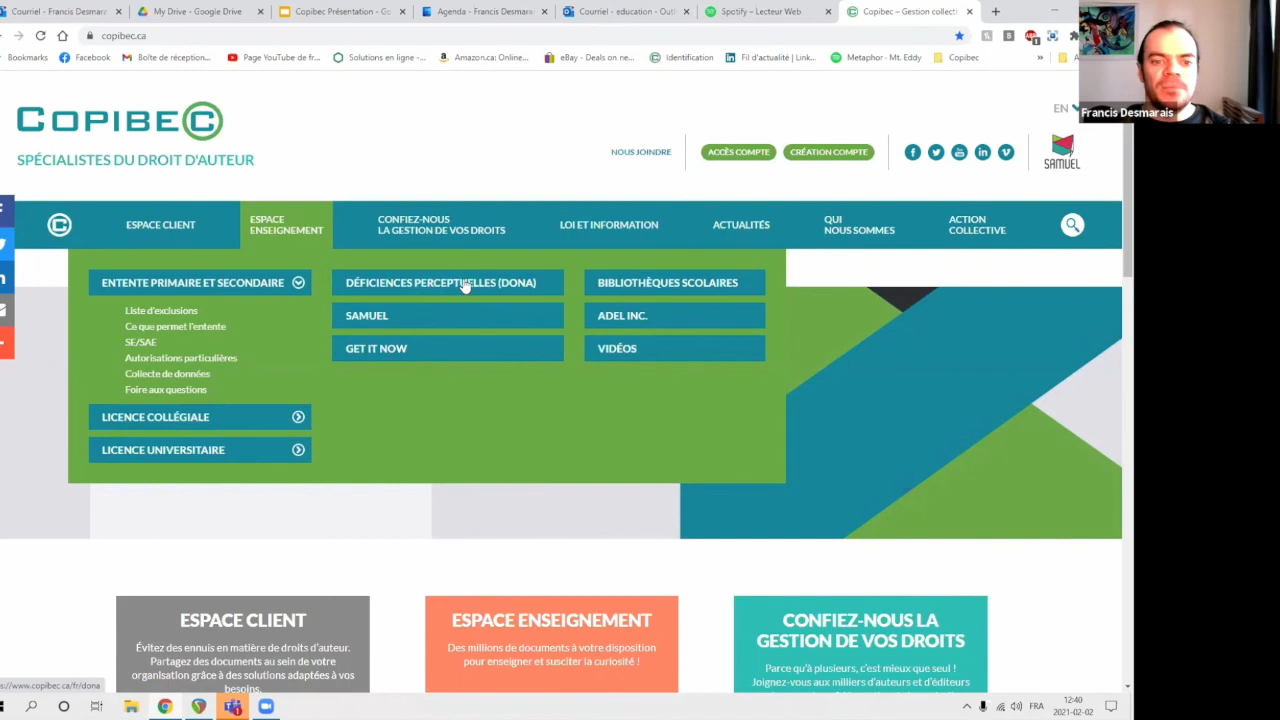 Courriel - Francis Desmarai
My Drive - Google Drive
Copibec Présentation - Go
Agenda - Francis Desmarai
Courriel - education - Outl
Spotify – Lecteur Web
Copibec – Gestion collecti
copibec.ca
Bookmarks
Facebook
Boîte de réception...
Page YouTube de fr...
Solutions en ligne -...
Amazon.ca: Online...
eBay - Deals on ne...
Identification
Fil d'actualité | Link...
Metaphor - Mt. Eddy
Copibec
Francis Desmarais
COPIBEC
SPÉCIALISTES DU DROIT D'AUTEUR
EN
NOUS JOINDRE
ACCÈS COMPTE
CRÉATION COMPTE
SAMUEL
ESPACE CLIENT
ESPACE
ENSEIGNEMENT
CONFIEZ-NOUS
LA GESTION DE VOS DROITS
LOI ET INFORMATION
ACTUALITÉS
QUI
NOUS SOMMES
ACTION
COLLECTIVE
ENTENTE PRIMAIRE ET SECONDAIRE
Liste d'exclusions
Ce que permet l'entente
SE/SAE
Autorisations particulières
Collecte de données
Foire aux questions
LICENCE COLLÉGIALE
LICENCE UNIVERSITAIRE
DÉFICIENCES PERCEPTUELLES (DONA)
SAMUEL
GET IT NOW
BIBLIOTHÈQUES SCOLAIRES
ADEL INC.
VIDÉOS
ESPACE CLIENT
Évitez des ennuis en matière de droits d'auteur.
Partagez des documents au sein de votre
organisation grâce à des solutions adaptées à vos
besoins.
ESPACE ENSEIGNEMENT
Des millions de documents à votre disposition
pour enseigner et susciter la curiosité !
CONFIEZ-NOUS LA
GESTION DE VOS DROITS
Parce qu'à plusieurs, c'est mieux que seul !
Joignez-vous aux milliers d'auteurs et d'éditeurs
s://www.copibec.ca/fr/dona
FRA
12:40
2021-02-02